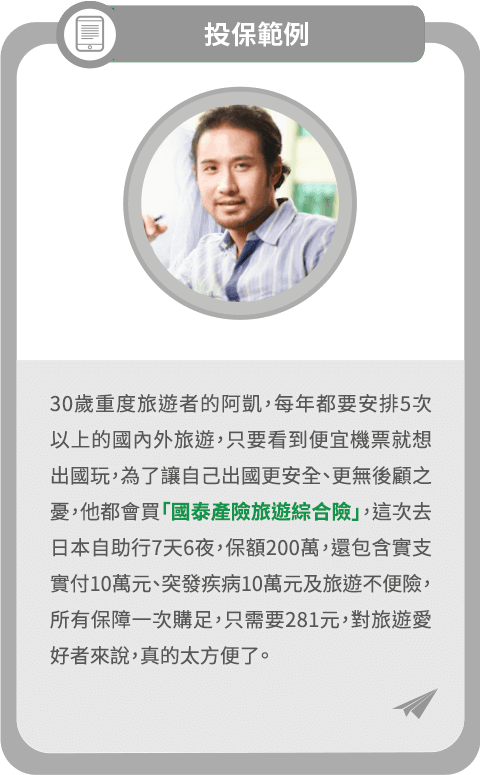 投保範例
30歲重度旅遊者的阿凱，每年都要安排5次
以上的國內外旅遊，只要看到便宜機票就想
出國玩，為了讓自己出國更安全、更無後顧之
憂，他都會買「國泰產險旅遊綜合險」，這次去
日本自助行7天6夜，保額200萬，還包含實支
實付10萬元、突發疾病10萬元及旅遊不便險，
所有保障一次購足，只需要281元，對旅遊愛
好者來說，真的太方便了。